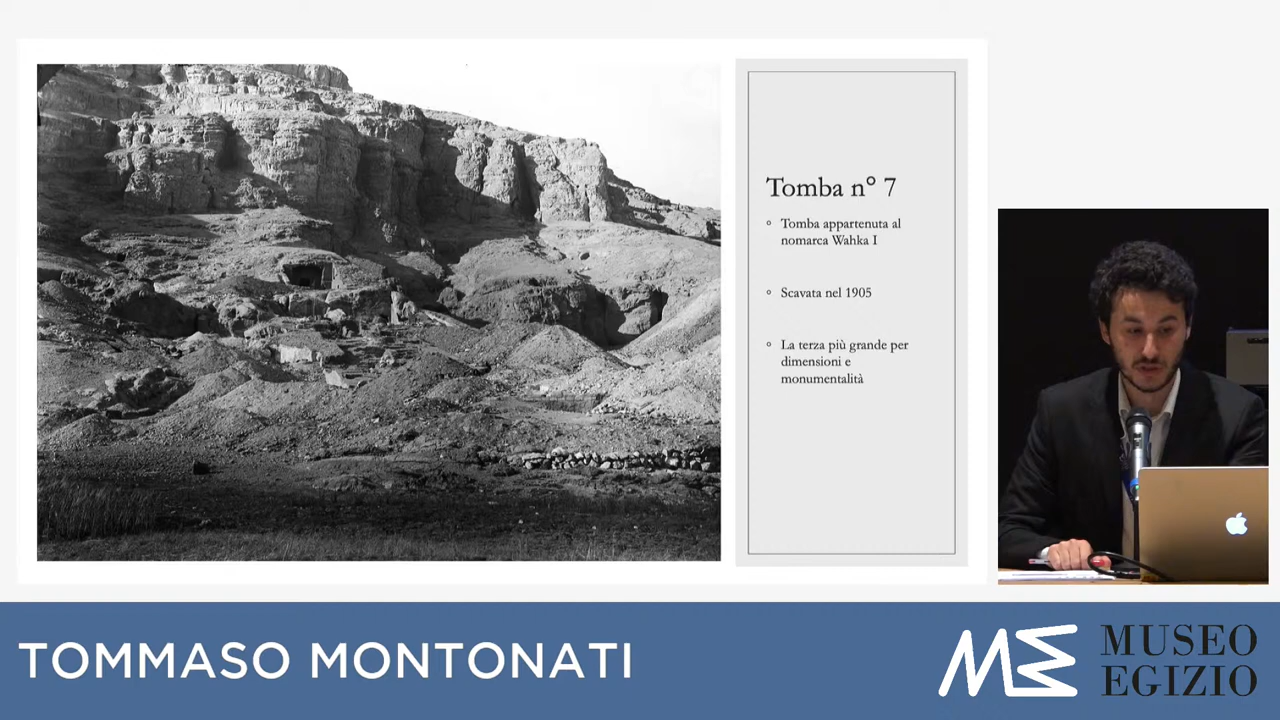 Tomba n° 7
Tomba appartenuta al
nomarca Wahka I
Scavata nel 1905
La terza più grande per
dimensioni e
monumentalità
TOMMASO MONTONATI
ME
MUSEO
EGIZIO